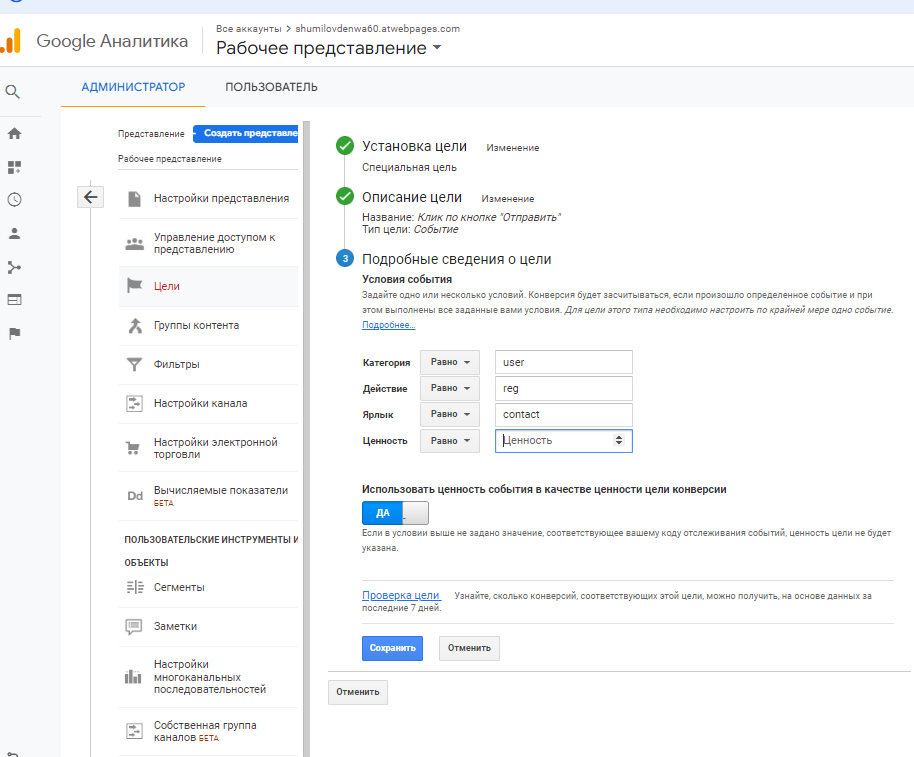 Все аккаунты > shumilovdenwa60.atwebpages.com
Google Аналитика
Рабочее представление
АДМИНИСТРАТОР
ПОЛЬЗОВАТЕЛЬ
Представление
Создать представле
Рабочее представление
Настройки представления
Управление доступом к
представлению
Цели
Группы контента
Фильтры
Настройки канала
Настройки электронной
торговли
Dd
Вычисляемые показатели
БЕТА
ПОЛЬЗОВАТЕЛЬСКИЕ ИНСТРУМЕНТЫ И
ОБЪЕКТЫ
Сегменты
Заметки
Настройки
многоканальных
последовательностей
Собственная группа
каналов БЕТА
Установка цели Изменение
Специальная цель
Описание цели Изменение
Название: Клик по кнопке "Отправить"
Тип цели: Событие
3 Подробные сведения о цели
Условия события
Задайте одно или несколько условий. Конверсия будет засчитываться, если произошло определенное событие и при
этом выполнены все заданные вами условия. Для цели этого типа необходимо настроить по крайней мере одно событие.
Подробнее…
Категория Равно user
Действие Равно reg
Ярлык Равно contact
Ценность Равно Ценность
Использовать ценность события в качестве ценности цели конверсии
ДА
Если в условии выше не задано значение, соответствующее вашему коду отслеживания событий, ценность цели не будет
указана.
Проверка цели Узнайте, сколько конверсий, соответствующих этой цели, можно получить, на основе данных за
последние 7 дней.
Сохранить Отменить
Отменить